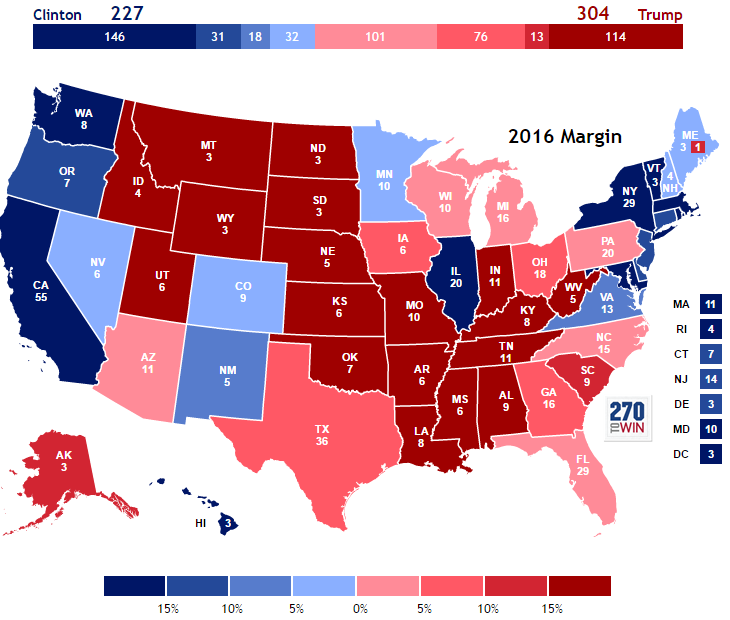 Clinton 227 304 Trump
146 31 18 32 101 76 13 114
2016 Margin
WA
8
OR
7
CA
55
NV
6
ID
4
MT
3
WY
3
UT
6
AZ
11
CO
9
NM
5
ND
3
SD
3
NE
5
KS
6
OK
7
TX
36
MN
10
IA
6
MO
10
AR
6
LA
8
WI
10
IL
20
MI
16
IN
11
OH
18
KY
8
TN
11
MS
6
AL
9
GA
16
FL
29
SC
9
NC
15
VA
13
WV
5
PA
20
NY
29
VT
3
NH
4
ME
3 1
MA 11
RI 4
CT 7
NJ 14
DE 3
MD 10
DC 3
270
TO WIN
AK
3
HI 3
15% 10% 5% 0% 5% 10% 15%